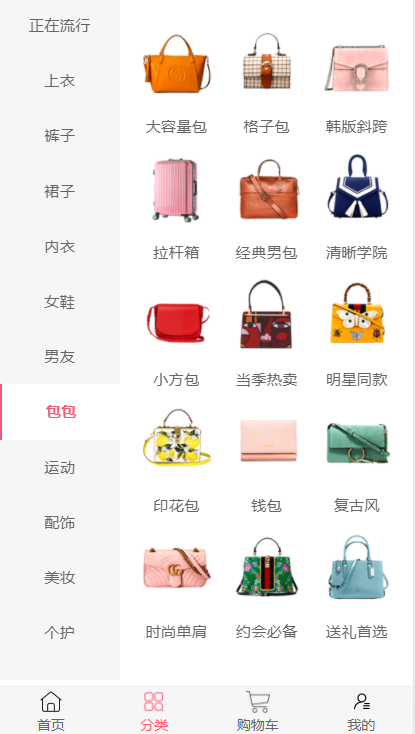 正在流行
上衣
裤子
裙子
内衣
女鞋
男友
包包
运动
配饰
美妆
个护
大容量包 格子包 韩版斜跨
拉杆箱 经典男包 清晰学院
小方包 当季热卖 明星同款
印花包 钱包 复古风
时尚单肩 约会必备 送礼首选
首页 分类 购物车 我的